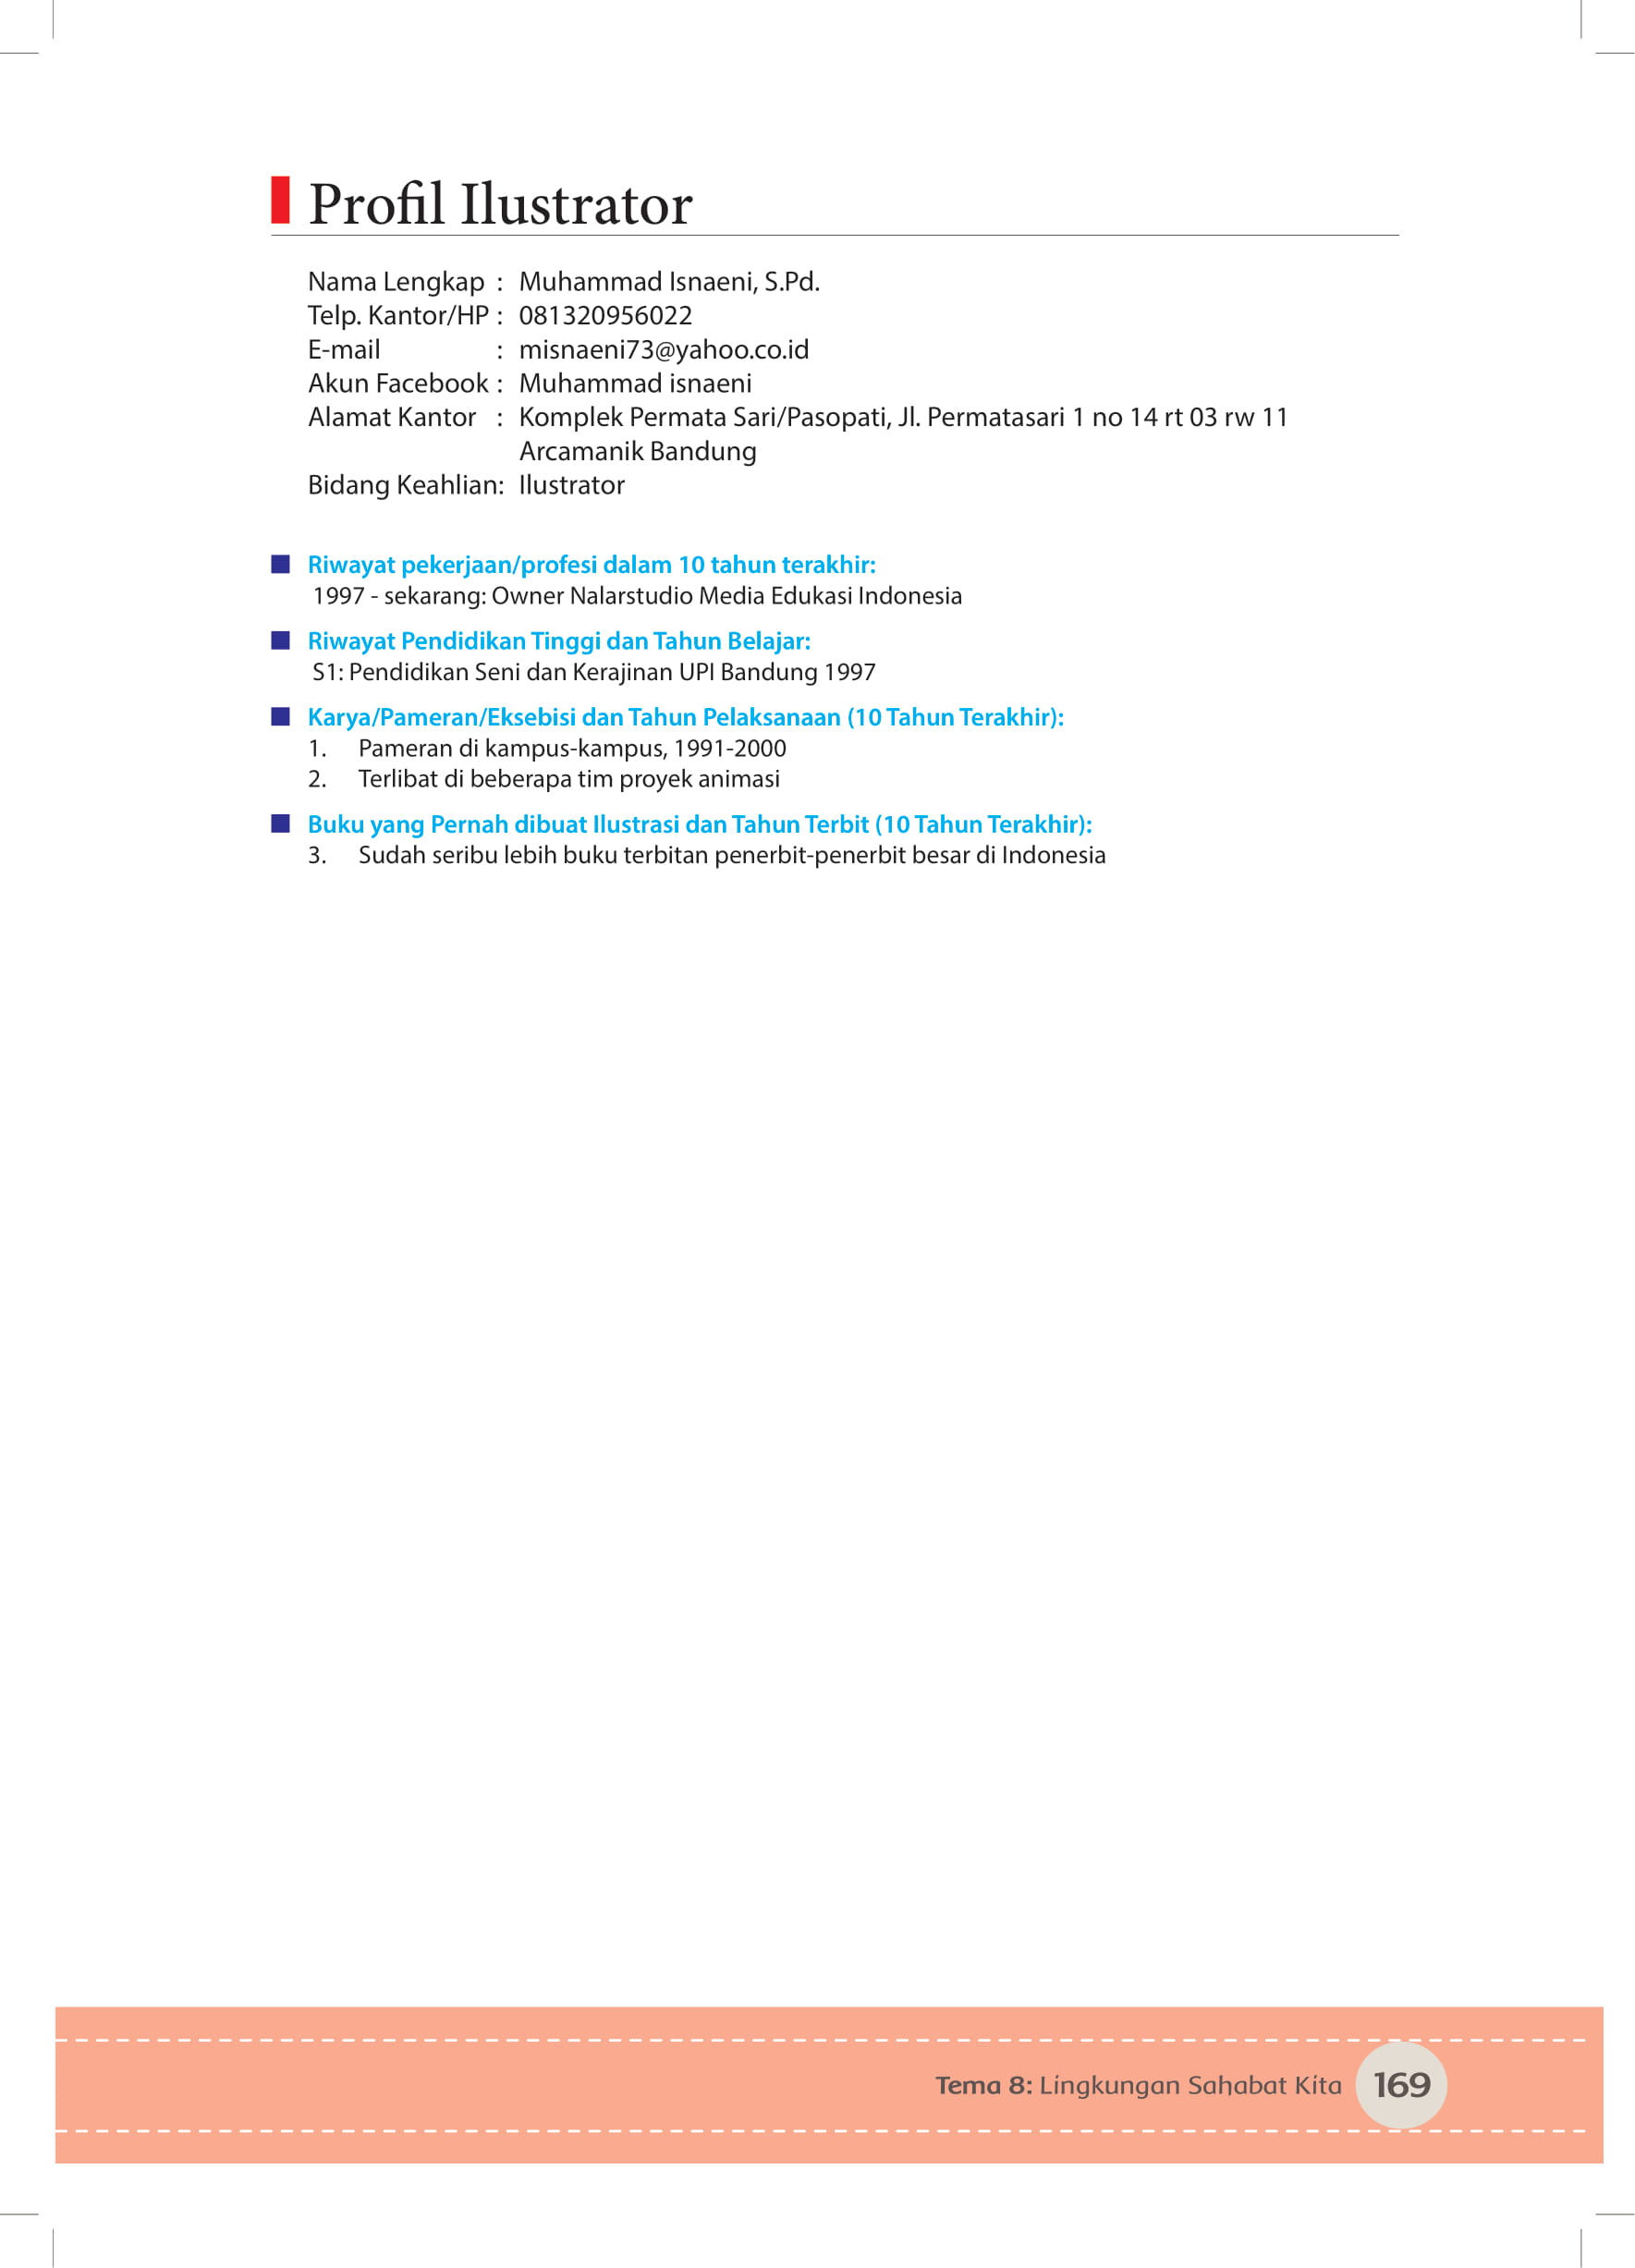 Profil Ilustrator
Nama Lengkap : Muhammad Isnaeni, S.Pd.
Telp. Kantor/HP : 081320956022
E-mail : misnaeni73@yahoo.co.id
Akun Facebook : Muhammad isnaeni
Alamat Kantor : Komplek Permata Sari/Pasopati, Jl. Permatasari 1 no 14 rt 03 rw 11
Arcamanik Bandung
Bidang Keahlian: Ilustrator
Riwayat pekerjaan/profesi dalam 10 tahun terakhir:
1997 - sekarang: Owner Nalarstudio Media Edukasi Indonesia
Riwayat Pendidikan Tinggi dan Tahun Belajar:
S1: Pendidikan Seni dan Kerajinan UPI Bandung 1997
Karya/Pameran/Eksebisi dan Tahun Pelaksanaan (10 Tahun Terakhir):
1. Pameran di kampus-kampus, 1991-2000
2. Terlibat di beberapa tim proyek animasi
Buku yang Pernah dibuat Ilustrasi dan Tahun Terbit (10 Tahun Terakhir):
3. Sudah seribu lebih buku terbitan penerbit-penerbit besar di Indonesia
Tema 8: Lingkungan Sahabat Kita 169